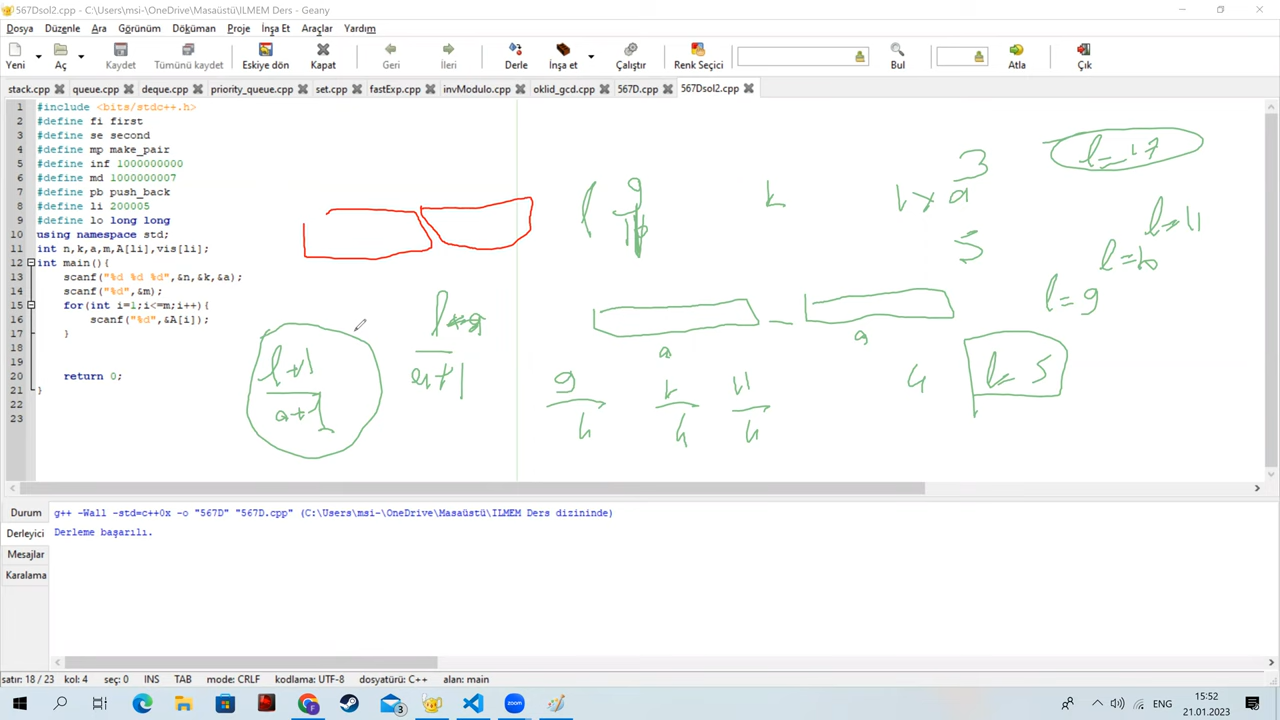 567Dsol2.cpp - C:\Users\msi-\OneDrive\Masaüstü\ILMEM Ders - Geany
Dosya Düzenle Ara Görünüm Döküman Proje İnşa Et Araçlar Yardım
Yeni Aç Kaydet Tümünü kaydet Eskiye dön Kapat Geri İleri Derle İnşa et Çalıştır Renk Seçici Bul Atla Çık
stack.cpp queue.cpp deque.cpp priority_queue.cpp set.cpp fastExp.cpp invModulo.cpp oklid_gcd.cpp 567D.cpp 567Dsol2.cpp
1 #include <bits/stdc++.h>
2 #define fi first
3 #define se second
4 #define mp make_pair
5 #define inf 1000000000
6 #define md 1000000007
7 #define pb push_back
8 #define li 200005
9 #define lo long long
10 using namespace std;
11 int n,k,a,m,A[li],vis[li];
12 int main(){
13 scanf("%d %d %d",&n,&k,&a);
14 scanf("%d",&m);
15 for(int i=1;i<=m;i++){
16 scanf("%d",&A[i]);
17 }
18
19
20 return 0;
21 }
22
23
l=17
3
l 9 k a
5
l=11
l=9
a a
l+1
a+1
9
4
l=5
Durum
Derleyici
Mesajlar
Karalama
g++ -Wall -std=c++0x -o "567D" "567D.cpp" (C:\Users\msi-\OneDrive\Masaüstü\ILMEM Ders dizininde)
Derleme başarılı.
satır: 18 / 23 kol: 4 seç: 0 INS TAB mode: CRLF kodlama: UTF-8 dosyatürü: C++ alan: main
3
ENG
15:52
21.01.2023
zoom